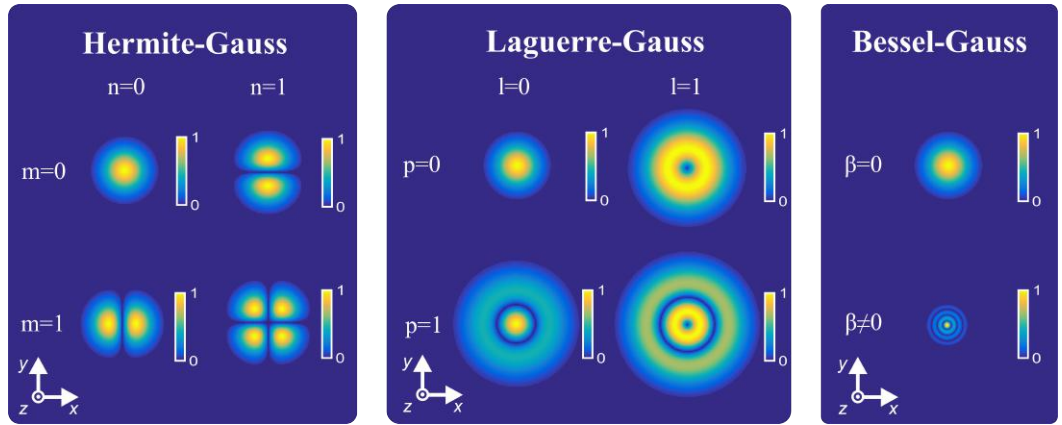 Hermite-Gauss
n=0 n=1
m=0
1
0
1
0
m=1
1
0
1
0
y
z x
Laguerre-Gauss
l=0 l=1
p=0
1
0
1
0
p=1
1
0
1
0
y
z x
Bessel-Gauss
β=0
1
0
β≠0
1
0
y
z x